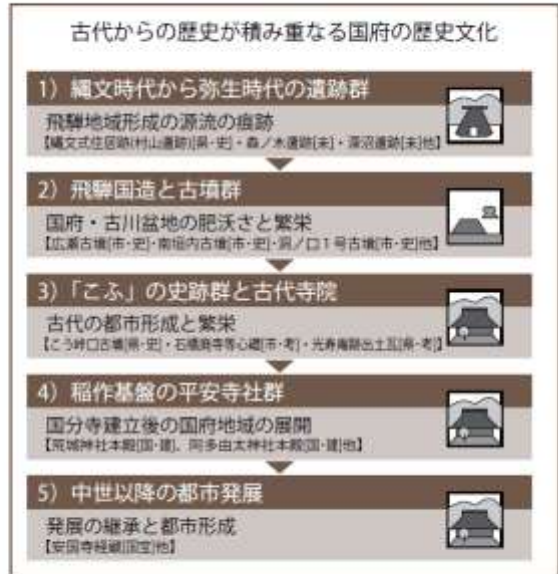 古代からの歴史が積み重なる国府の歴史文化
1）縄文時代から弥生時代の遺跡群
飛騨地域形成の源流の痕跡
【縄文式住居跡(村山遺跡)[県・史]・森ノ木遺跡[未]・深沼遺跡[未]他】
2）飛騨国造と古墳群
国府・古川盆地の肥沃さと繁栄
【広瀬古墳[市・史]・南垣内古墳[市・史]・洞ノ口1号古墳[市・史]他】
3）「こふ」の史跡群と古代寺院
古代の都市形成と繁栄
【こう峠口古墳[県・史]・石橋廃寺塔心礎[市・考]・光寿庵跡出土瓦[県・考]】
4）稲作基盤の平安寺社群
国分寺建立後の国府地域の展開
【荒城神社本殿[国・建]、阿多由太神社本殿[国・建]他】
5）中世以降の都市発展
発展の継承と都市形成
【安国寺経蔵[国宝]他】